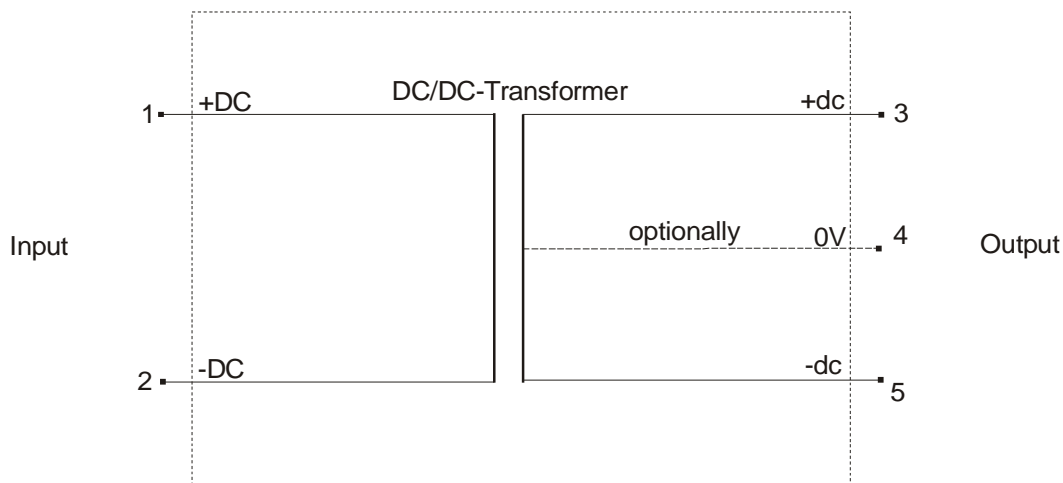 DC/DC-Transformer
1 +DC +dc 3
optionally 0V 4
Input Output
2 -DC -dc 5